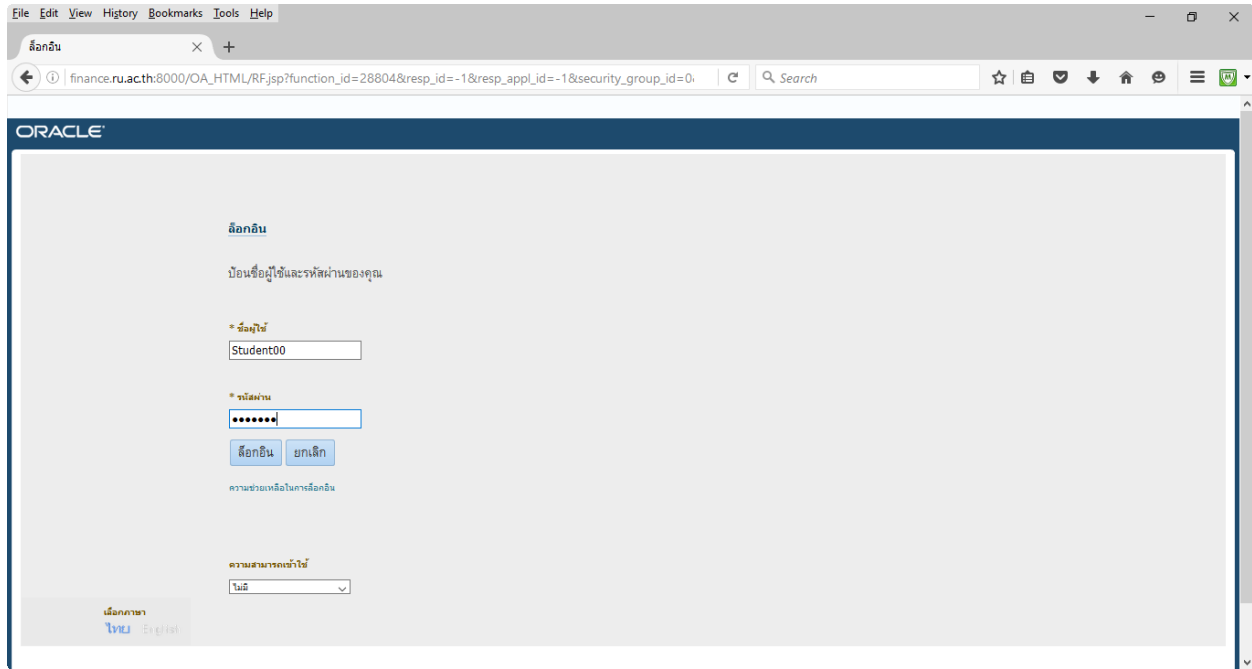 File Edit View History Bookmarks Tools Help
ล็อกอิน
finance.ru.ac.th:8000/OA_HTML/RF.jsp?function_id=28804&resp_id=-1&resp_appl_id=-1&security_group_id=0
Search
ORACLE
ล็อกอิน
ป้อนชื่อผู้ใช้และรหัสผ่านของคุณ
* ชื่อผู้ใช้
Student00
* รหัสผ่าน
•••••••
ล็อกอิน ยกเลิก
ความช่วยเหลือในการล็อกอิน
ความสามารถเข้าใช้
ไม่มี
เลือกภาษา
ไทย English